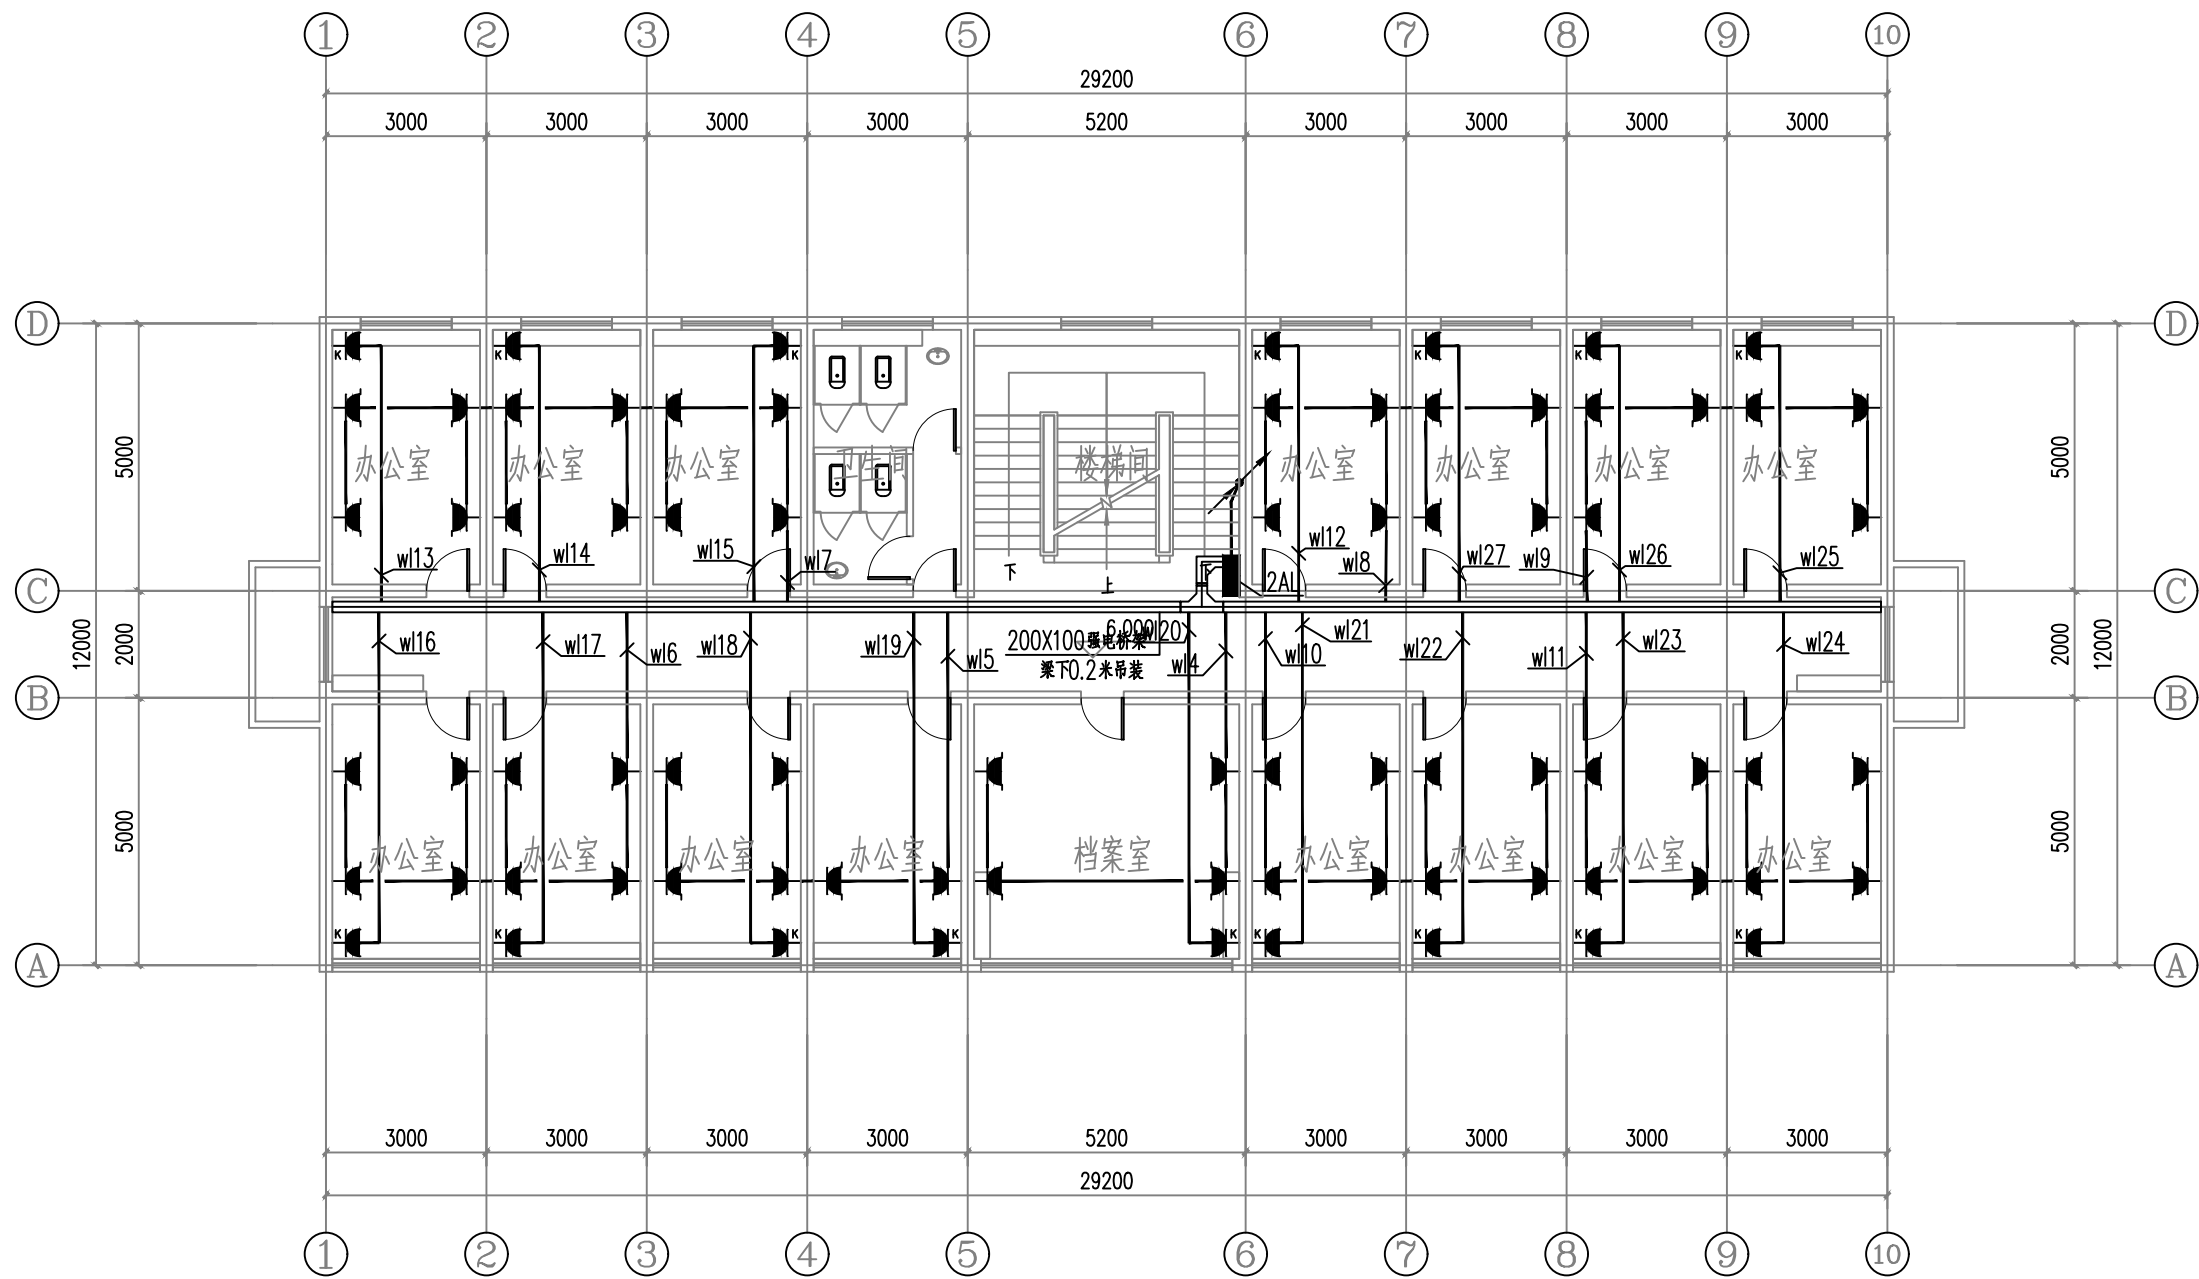 1 2 3 4 5 6 7 8 9 10
29200
3000 3000 3000 3000 5200 3000 3000 3000 3000
D D
K K K K K K K
5000 办公室 办公室 办公室 卫生间 楼梯间 办公室 办公室 办公室 办公室 5000
wl13 wl14 wl15 wl7 wl12 wl8 wl27 wl9 wl26 wl25
下 下
C 上 2AL C
12000 2000 2000 12000
wl16 wl17 wl6 wl18 wl19 wl5 wl20 wl4 wl10 wl21 wl22 wl11 wl23 wl24
6.000
200X100强电桥架
梁下0.2米吊装
B B
5000 办公室 办公室 办公室 办公室 档案室 办公室 办公室 办公室 办公室 5000
K K K K K K K K K
A A
3000 3000 3000 3000 5200 3000 3000 3000 3000
29200
1 2 3 4 5 6 7 8 9 10